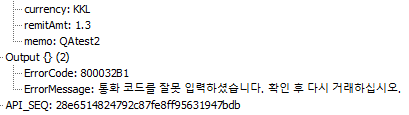 currency: KKL
remitAmt: 1.3
memo: QAtest2
Output {} (2)
ErrorCode: 800032B1
ErrorMessage: 통화 코드를 잘못 입력하셨습니다. 확인 후 다시 거래하십시오.
API_SEQ: 28e6514824792c87fe8ff95631947bdb